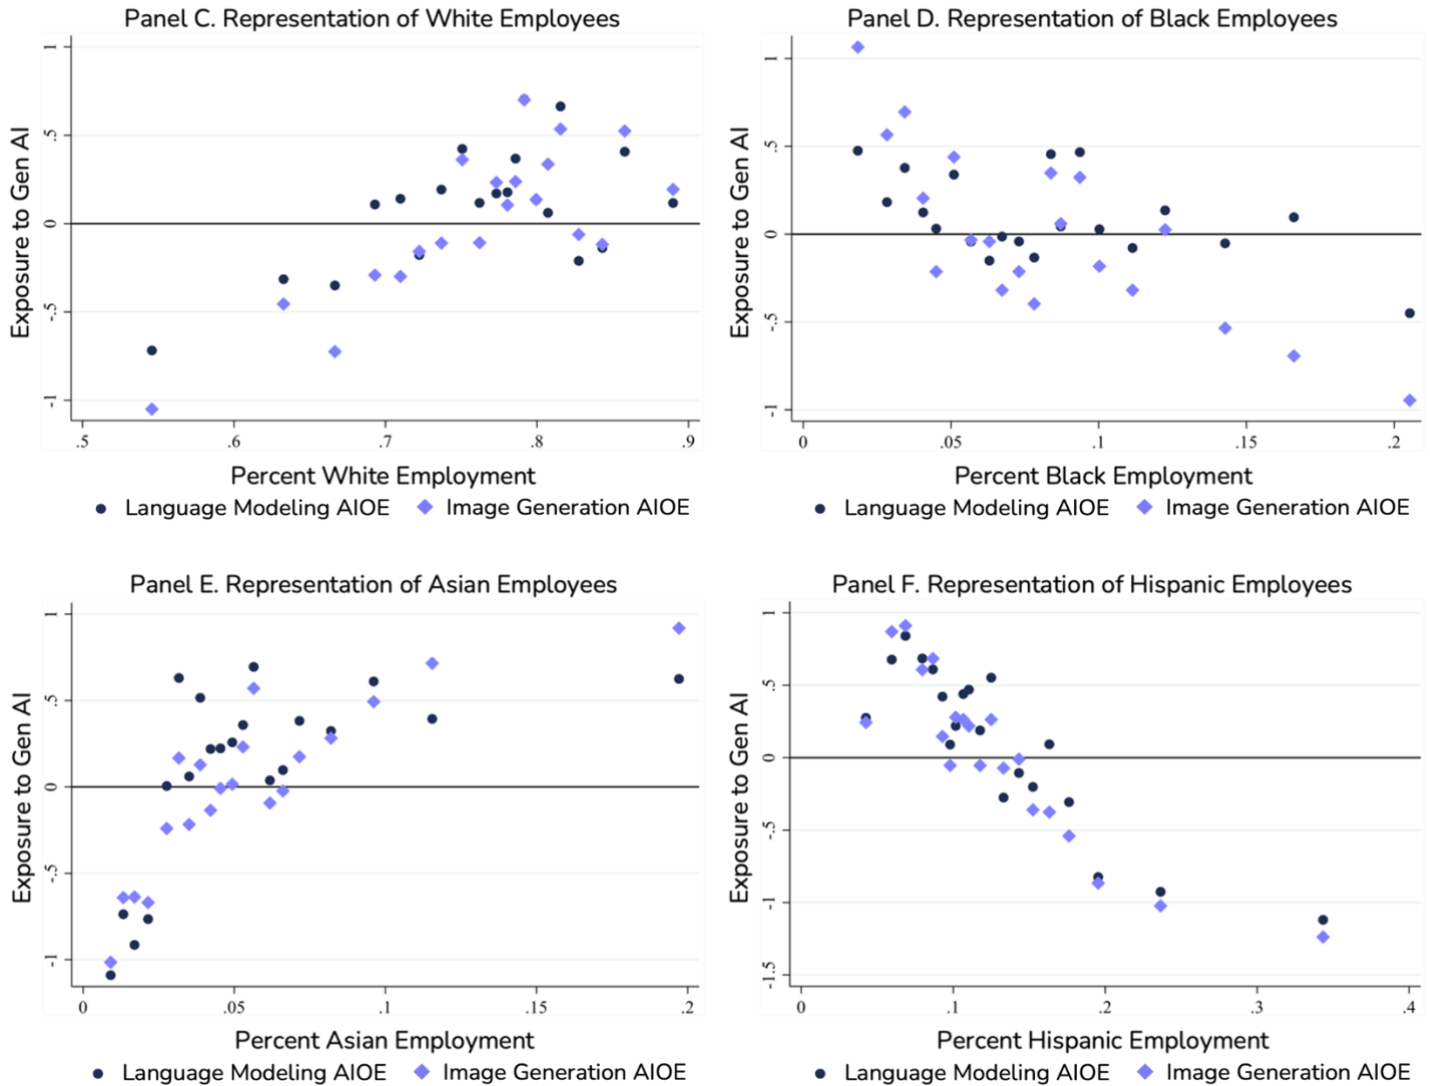 Panel C. Representation of White Employees
Exposure to Gen AI
1
.5
0
-.5
-1
.5 .6 .7 .8 .9
Percent White Employment
Language Modeling AIOE Image Generation AIOE
Panel D. Representation of Black Employees
Exposure to Gen AI
1
.5
0
-.5
-1
0 .05 .1 .15 .2
Percent Black Employment
Language Modeling AIOE Image Generation AIOE
Panel E. Representation of Asian Employees
Exposure to Gen AI
1
.5
0
-.5
-1
0 .05 .1 .15 .2
Percent Asian Employment
Language Modeling AIOE Image Generation AIOE
Panel F. Representation of Hispanic Employees
Exposure to Gen AI
1
.5
0
-.5
-1
-1.5
0 .1 .2 .3 .4
Percent Hispanic Employment
Language Modeling AIOE Image Generation AIOE